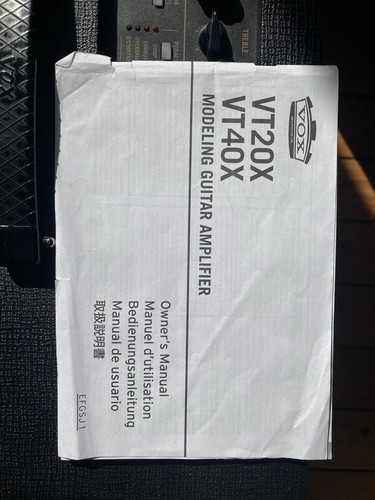 VOX
VT20X
VT40X
MODELING GUITAR AMPLIFIER
Owner's Manual
Manuel d'utilisation
Bedienungsanleitung
Manual de usuario
取扱説明書
EFGSJ 1
TREBLE